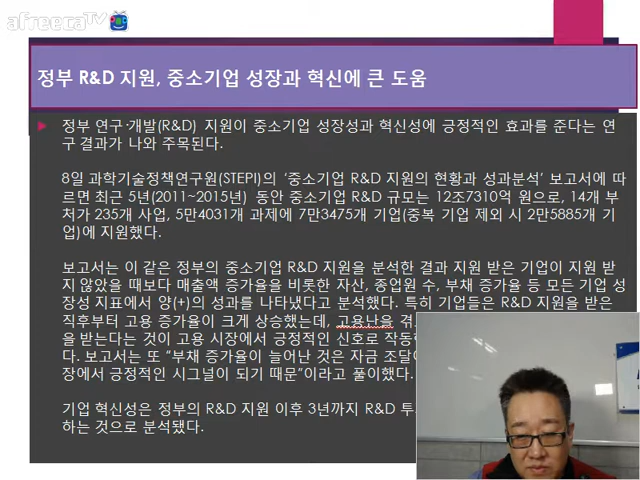 afreecaTV
정부 R&D 지원, 중소기업 성장과 혁신에 큰 도움
정부 연구·개발(R&D) 지원이 중소기업 성장성과 혁신성에 긍정적인 효과를 준다는 연
구 결과가 나와 주목된다.
8일 과학기술정책연구원(STEPI)의 ‘중소기업 R&D 지원의 현황과 성과분석’ 보고서에 따
르면 최근 5년(2011~2015년) 동안 중소기업 R&D 규모는 12조7310억 원으로, 14개 부
처가 235개 사업, 5만4031개 과제에 7만3475개 기업(중복 기업 제외 시 2만5885개 기
업)에 지원했다.
보고서는 이 같은 정부의 중소기업 R&D 지원을 분석한 결과 지원 받은 기업이 지원 받
지 않았을 때보다 매출액 증가율을 비롯한 자산, 종업원 수, 부채 증가율 등 모든 기업 성
장성 지표에서 양(+)의 성과를 나타냈다고 분석했다. 특히 기업들은 R&D 지원을 받은
직후부터 고용 증가율이 크게 상승했는데, 고용난을 겪
을 받는다는 것이 고용 시장에서 긍정적인 신호로 작동
다. 보고서는 또 "부채 증가율이 늘어난 것은 자금 조달
장에서 긍정적인 시그널이 되기 때문"이라고 풀이했다.
기업 혁신성은 정부의 R&D 지원 이후 3년까지 R&D 투
하는 것으로 분석됐다.